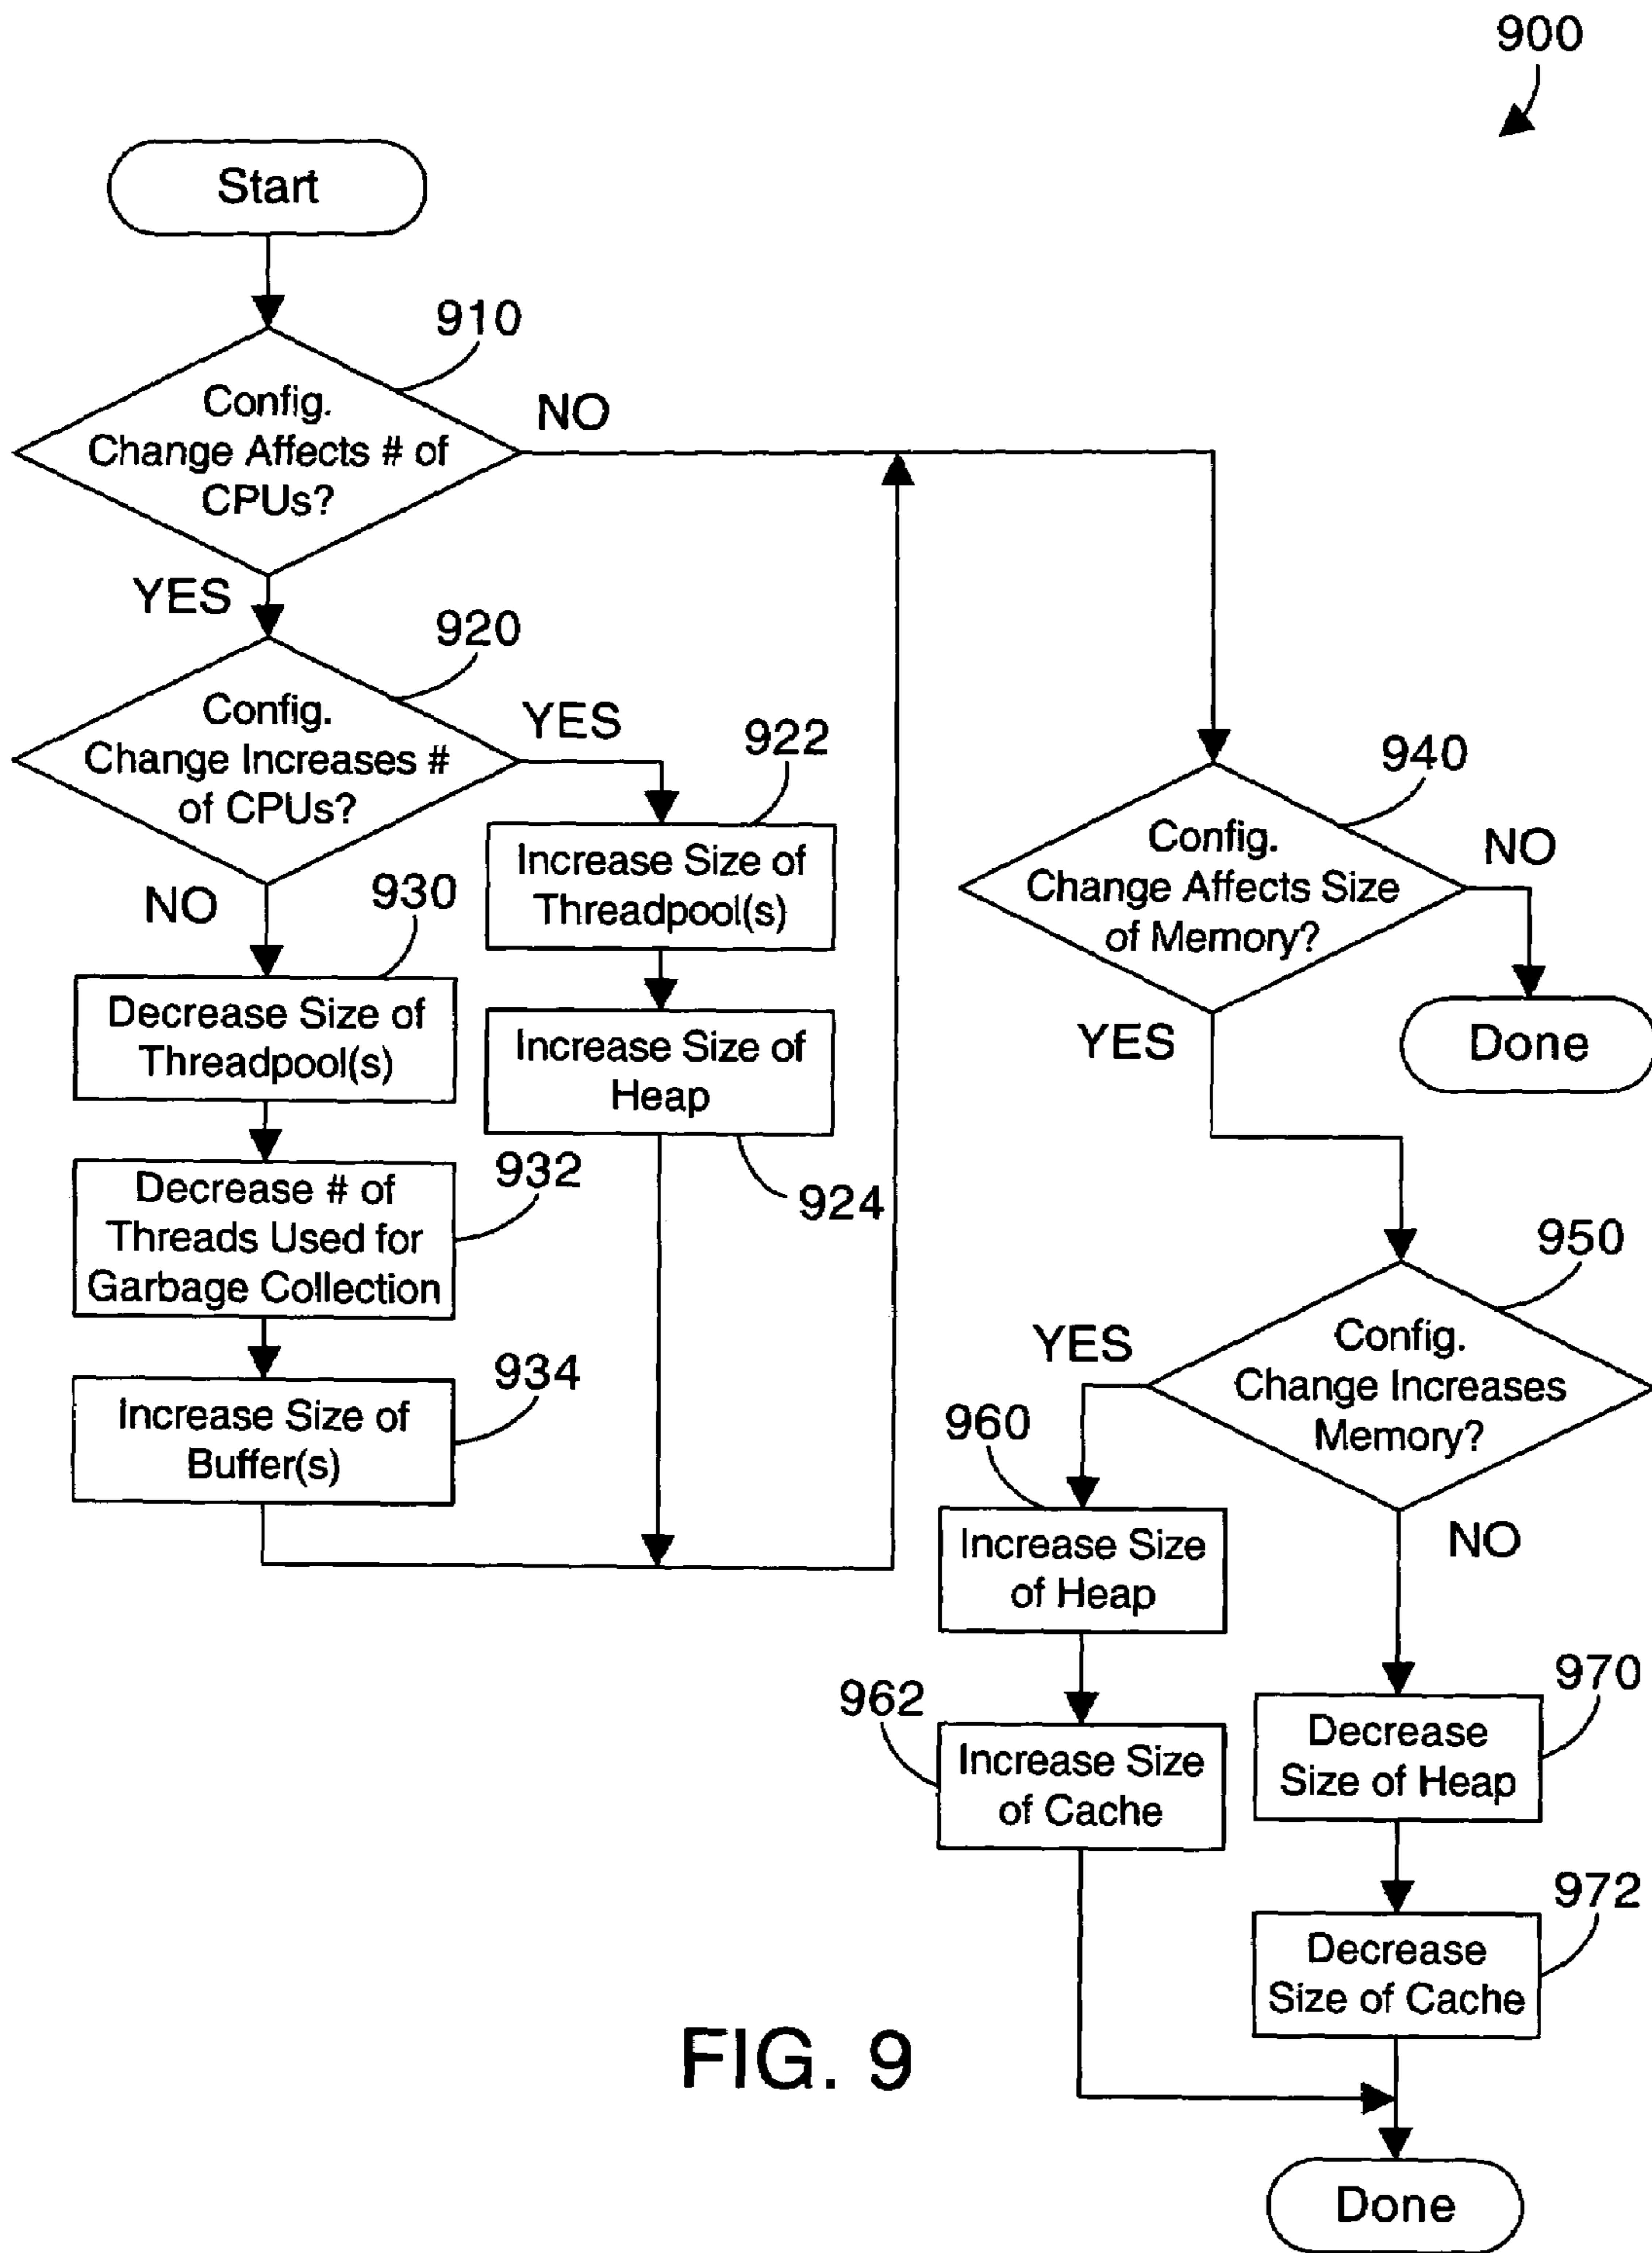 900
Start
910
Config.
Change Affects # of
CPUs?
NO
YES
920
Config.
Change Increases #
of CPUs?
YES
922
Increase Size of
Threadpool(s)
NO
930
Decrease Size of
Threadpool(s)
Increase Size of
Heap
924
932
Decrease # of
Threads Used for
Garbage Collection
934
Increase Size of
Buffer(s)
940
Config.
Change Affects Size
of Memory?
NO
Done
YES
950
Config.
Change Increases
Memory?
YES
960
Increase Size
of Heap
NO
962
Increase Size
of Cache
970
Decrease
Size of Heap
972
Decrease
Size of Cache
Done
FIG. 9